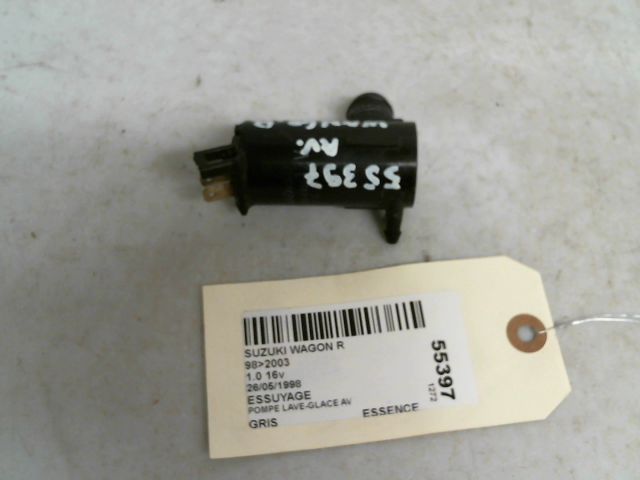 WAGON R
AV.
55397
SUZUKI WAGON R
98>2003
1.0 16v
26/05/1998
ESSUYAGE
POMPE LAVE-GLACE AV
ESSENCE
GRIS
55397
1272